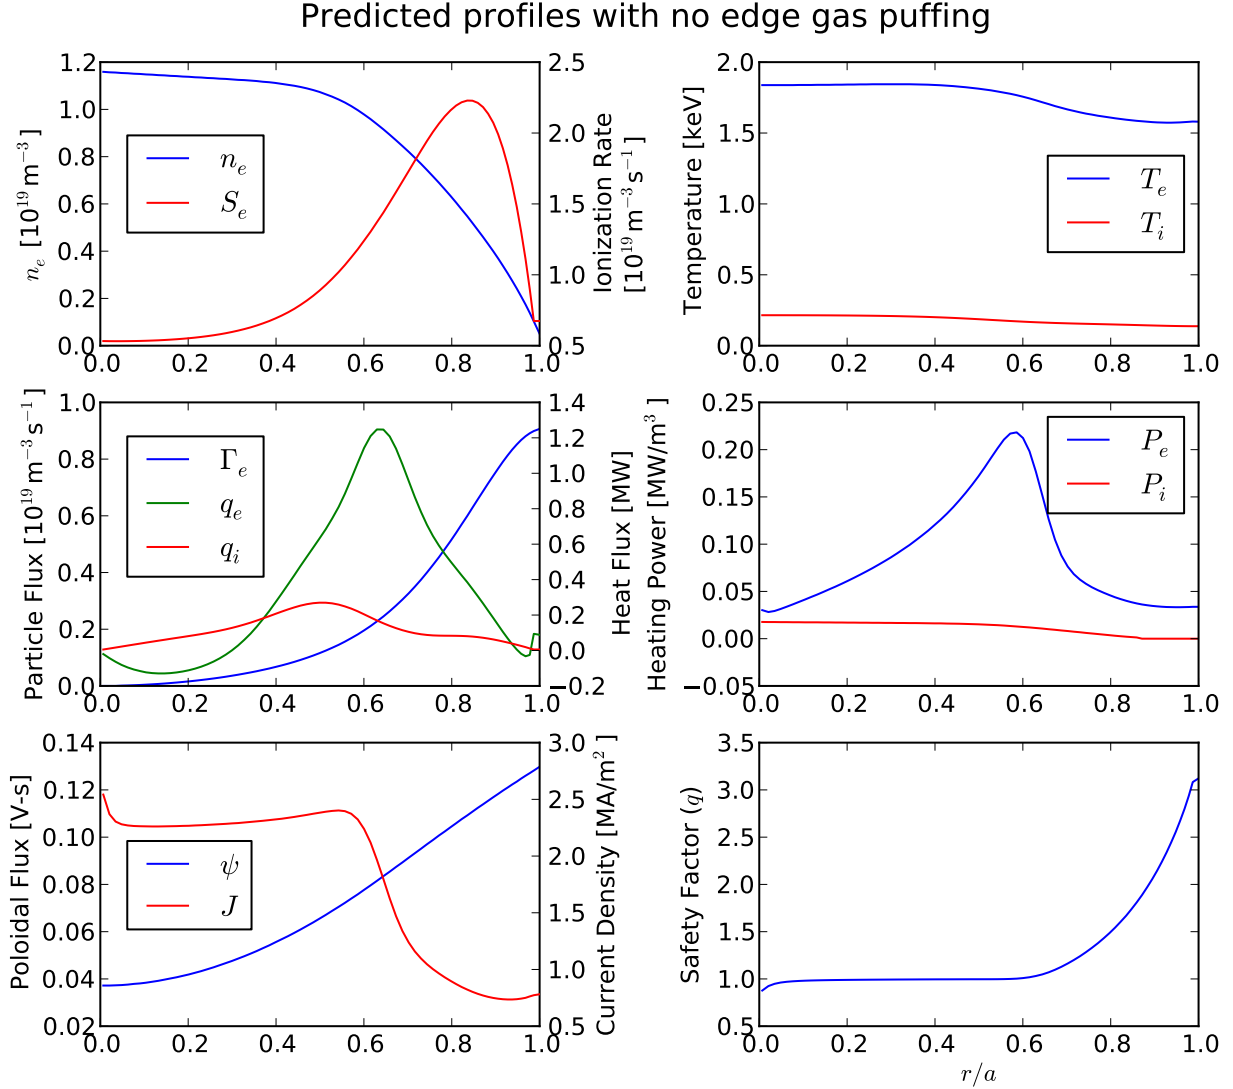 Predicted profiles with no edge gas puffing
n_e [10^19 m^−3]
1.2
1.0
0.8
0.6
0.4
0.2
0.0
n_e
S_e
2.5
2.0
1.5
1.0
0.5
Ionization Rate
[10^19 m^−3 s^−1]
0.0 0.2 0.4 0.6 0.8 1.0
Temperature [keV]
2.0
1.5
1.0
0.5
0.0
T_e
T_i
0.0 0.2 0.4 0.6 0.8 1.0
Particle Flux [10^19 m^−3 s^−1]
1.0
0.8
0.6
0.4
0.2
0.0
Γ_e
q_e
q_i
1.4
1.2
1.0
0.8
0.6
0.4
0.2
0.0
−0.2
Heat Flux [MW]
0.0 0.2 0.4 0.6 0.8 1.0
Heating Power [MW/m^3]
0.25
0.20
0.15
0.10
0.05
0.00
−0.05
P_e
P_i
0.0 0.2 0.4 0.6 0.8 1.0
Poloidal Flux [V-s]
0.14
0.12
0.10
0.08
0.06
0.04
0.02
ψ
J
3.0
2.5
2.0
1.5
1.0
0.5
Current Density [MA/m^2]
0.0 0.2 0.4 0.6 0.8 1.0
Safety Factor (q)
3.5
3.0
2.5
2.0
1.5
1.0
0.5
0.0 0.2 0.4 0.6 0.8 1.0
r/a